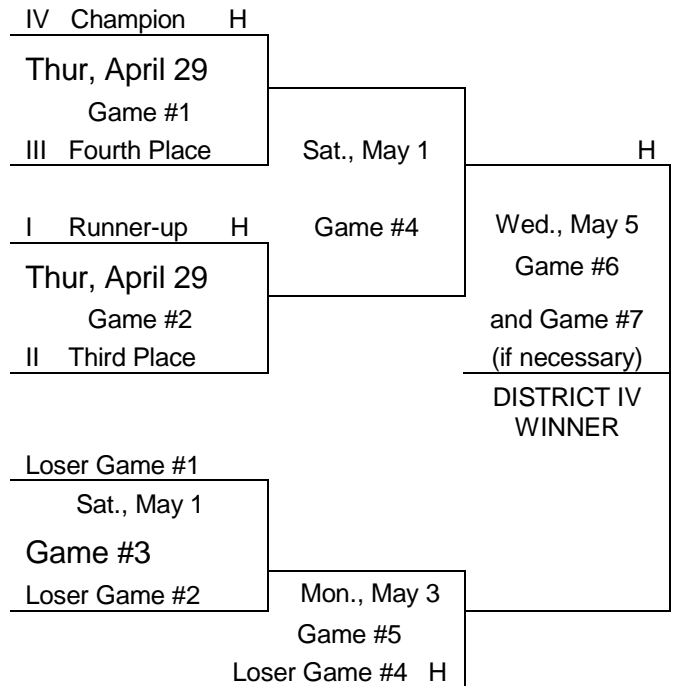 IV Champion H
Thur, April 29
Game #1
III Fourth Place
Sat., May 1
H
I Runner-up H
Game #4
Wed., May 5
Game #6
Thur, April 29
Game #2
and Game #7
II Third Place
(if necessary)
DISTRICT IV
WINNER
Loser Game #1
Sat., May 1
Game #3
Loser Game #2
Mon., May 3
Game #5
Loser Game #4 H